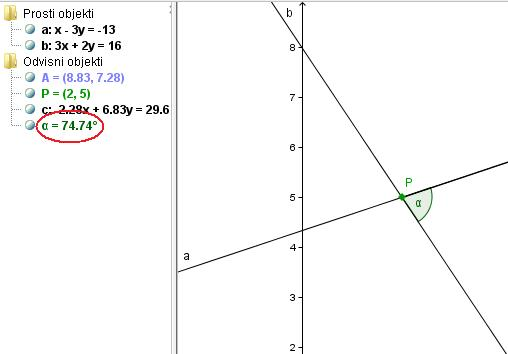 Prosti objekti
a: x - 3y = -13
b: 3x + 2y = 16
Odvisni objekti
A = (8.83, 7.28)
P = (2, 5)
c: -2.28x + 6.83y = 29.6
α = 74.74°
b
8
7
6
P
5
α
4
a
3
2